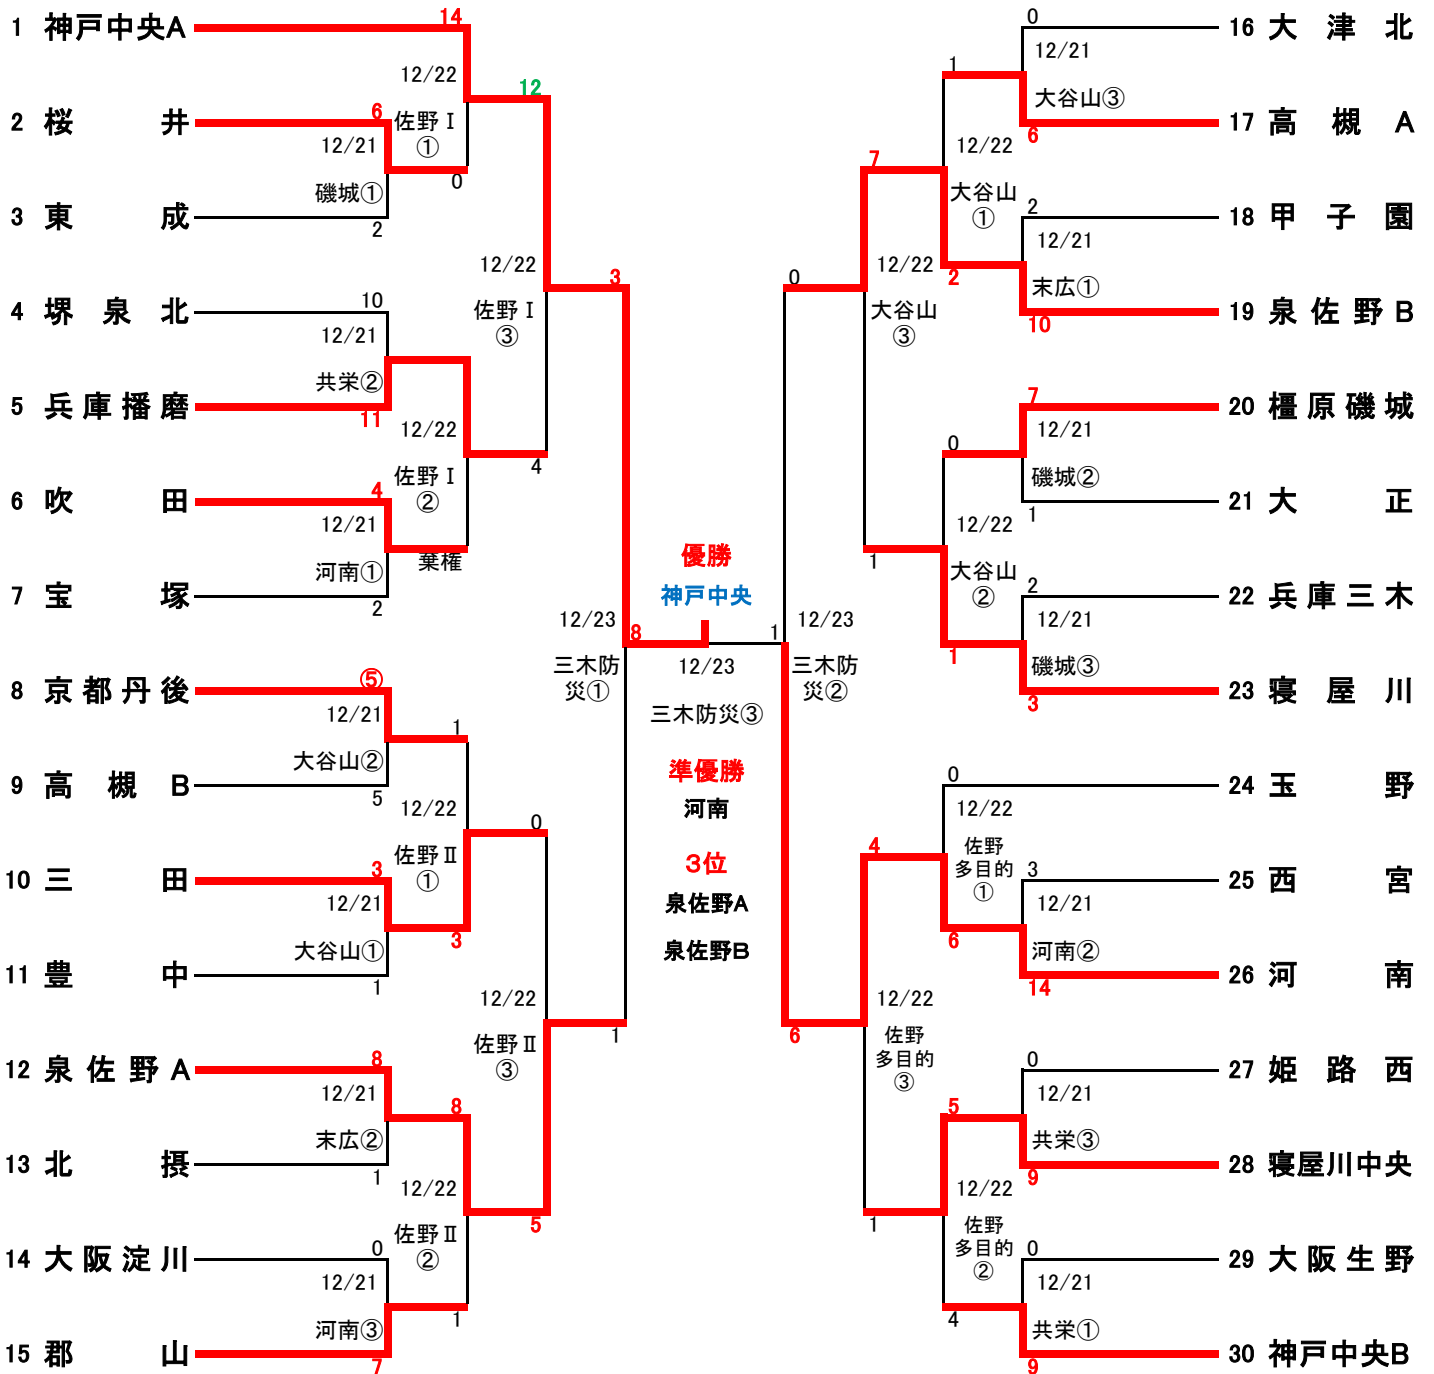 14
1 神戸中央A
12/22
12
6
2 桜 井
佐野Ⅰ
①
12/21
磯城①
0
3 東 成
2
12/22
3
10
4 堺 泉 北
佐野Ⅰ
③
12/21
共栄②
5 兵庫播磨
11
12/22
4
佐野Ⅰ
②
4
6 吹 田
12/21
棄権
河南①
7 宝 塚
2
12/23
8
三木防
災①
⑤
8 京都丹後
12/21
1
大谷山②
9 高 槻 B
5
12/22
0
佐野Ⅱ
①
3
10 三 田
12/21
3
大谷山①
11 豊 中
1
12/22
1
佐野Ⅱ
③
8
12 泉佐野A
12/21
8
末広②
13 北 摂
1
12/22
5
佐野Ⅱ
②
0
14 大阪淀川
12/21
1
河南③
15 郡 山
7
優勝
神戸中央
12/23
三木防災③
準優勝
河南
3位
泉佐野A
泉佐野B
0
16 大 津 北
12/21
1
大谷山③
17 高 槻 A
6
12/22
7
大谷山
①
2
18 甲 子 園
12/21
2
末広①
19 泉佐野B
10
12/22
0
大谷山
③
7
20 橿原磯城
12/21
0
磯城②
21 大 正
1
12/22
1
大谷山
②
2
22 兵庫三木
12/21
1
磯城③
23 寝 屋 川
3
12/23
1
三木防
災②
0
24 玉 野
12/22
4
佐野
多目的
①
3
25 西 宮
12/21
6
河南②
26 河 南
14
12/22
6
佐野
多目的
③
0
27 姫 路 西
12/21
5
共栄③
28 寝屋川中央
9
12/22
1
佐野
多目的
②
0
29 大阪生野
12/21
4
共栄①
30 神戸中央B
9